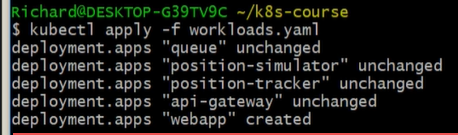 Richard@DESKTOP-G39TV9C ~/k8s-course
$ kubectl apply -f workloads.yaml
deployment.apps "queue" unchanged
deployment.apps "position-simulator" unchanged
deployment.apps "position-tracker" unchanged
deployment.apps "api-gateway" unchanged
deployment.apps "webapp" created